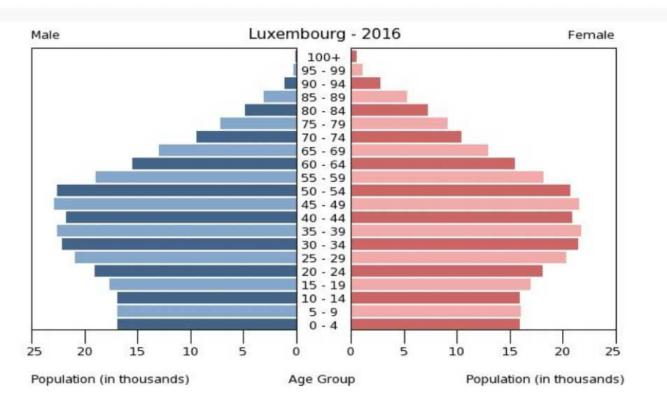 Male Luxembourg - 2016 Female
100+
95 - 99
90 - 94
85 - 89
80 - 84
75 - 79
70 - 74
65 - 69
60 - 64
55 - 59
50 - 54
45 - 49
40 - 44
35 - 39
30 - 34
25 - 29
20 - 24
15 - 19
10 - 14
5 - 9
0 - 4
25 20 15 10 5 0 0 5 10 15 20 25
Population (in thousands) Age Group Population (in thousands)